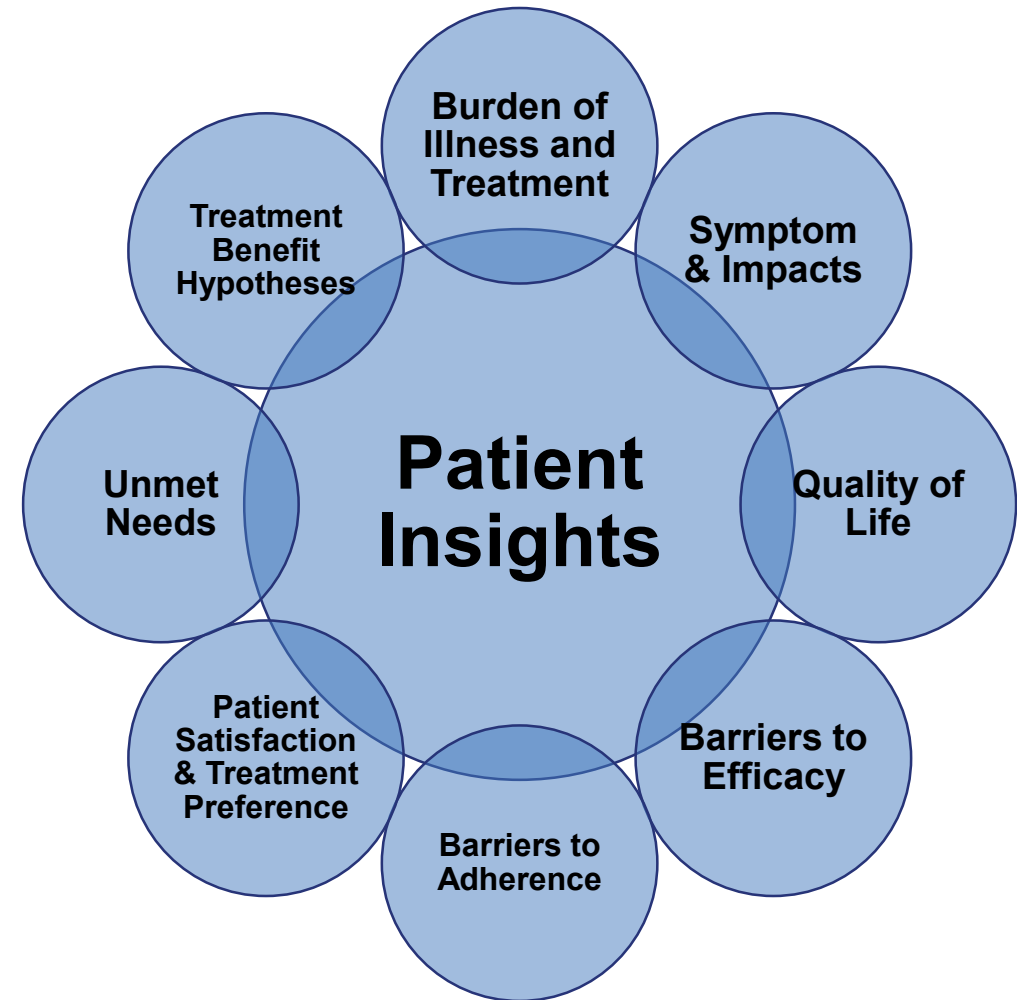 Burden of
Illness and
Treatment
Symptom
& Impacts
Quality of
Life
Barriers to
Efficacy
Barriers to
Adherence
Patient
Satisfaction
& Treatment
Preference
Unmet
Needs
Treatment
Benefit
Hypotheses
Patient
Insights